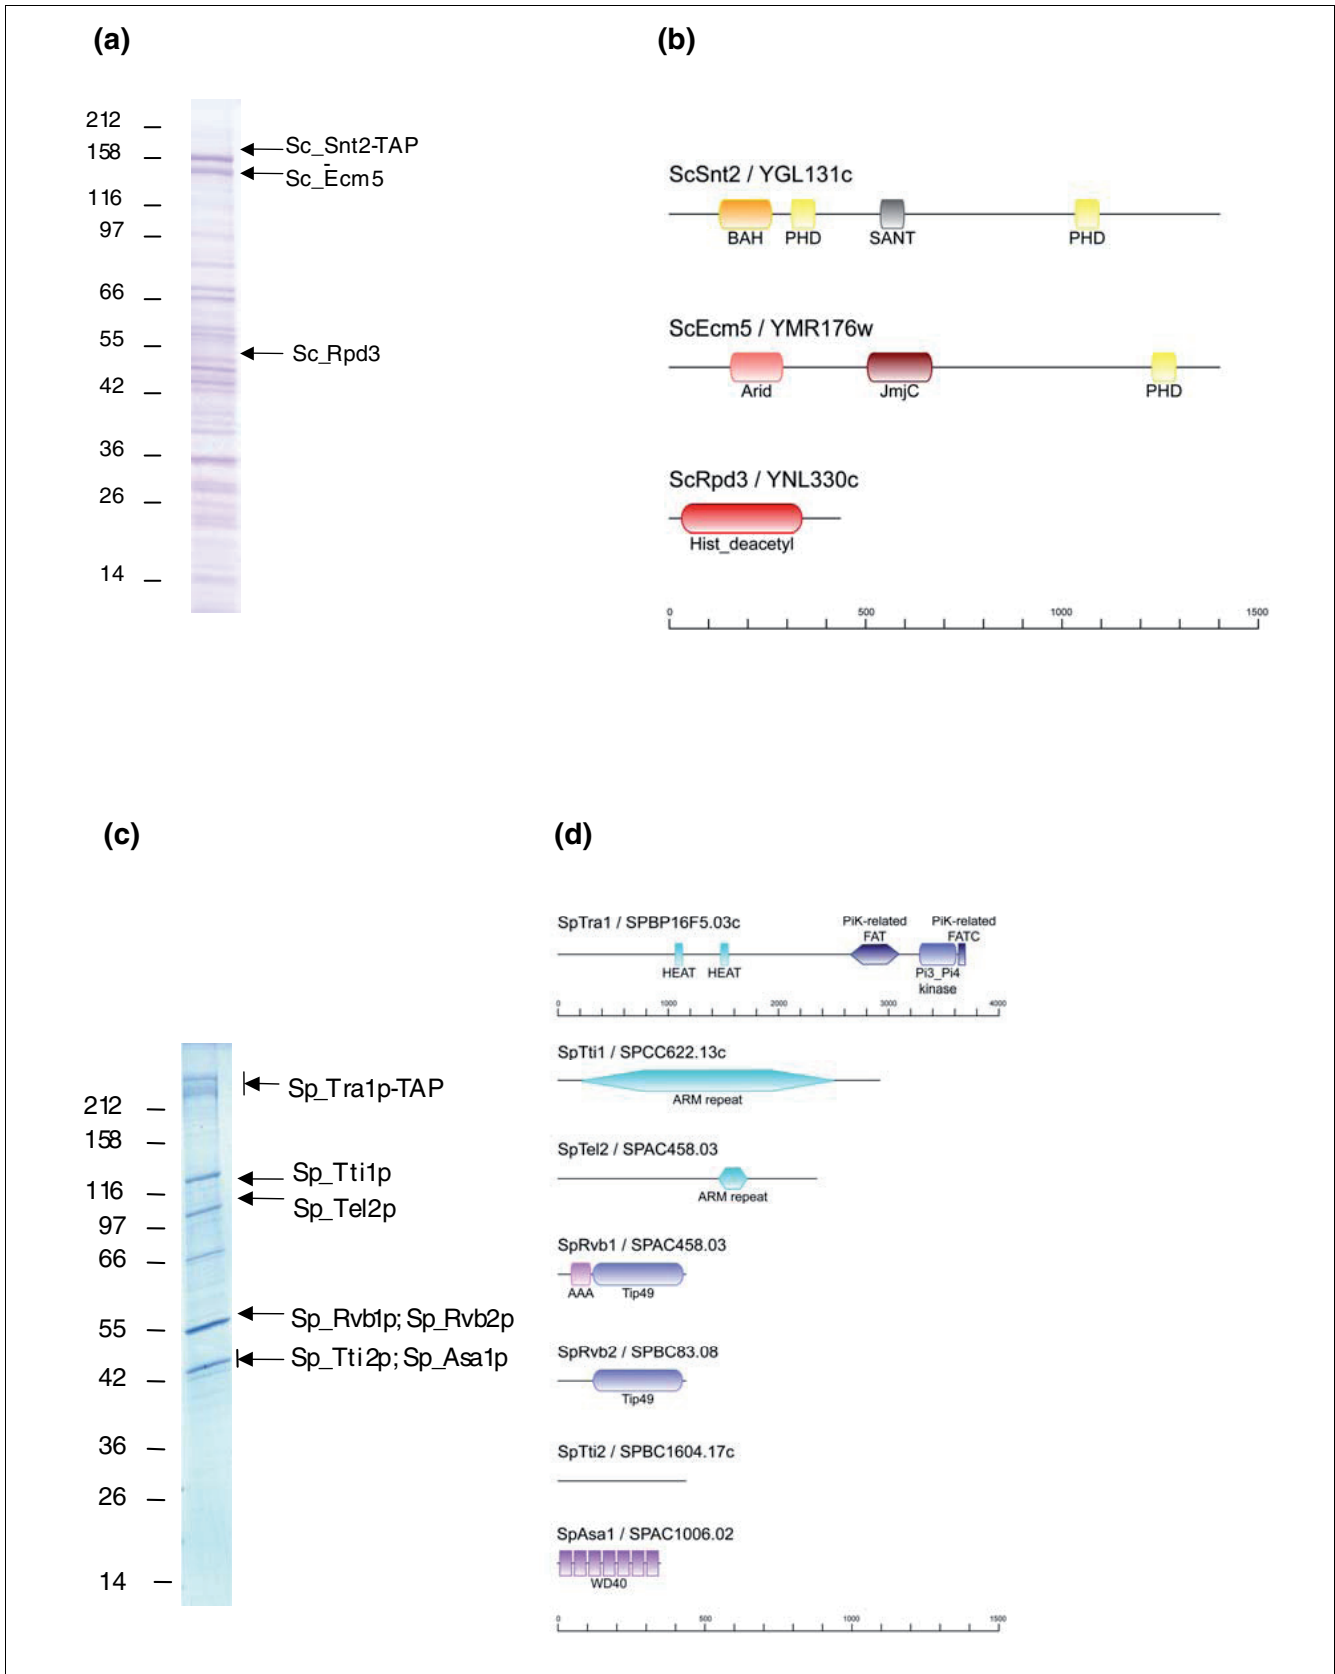 (a)
212
158
116
97
66
55
42
36
26
14
Sc_Snt2-TAP
Sc_Ecm5
Sc_Rpd3
(b)
ScSnt2 / YGL131c
BAH PHD SANT PHD
ScEcm5 / YMR176w
Arid JmjC PHD
ScRpd3 / YNL330c
Hist_deacetyl
0 500 1000 1500
(c)
212
158
116
97
66
55
42
36
26
14
Sp_Tra1p-TAP
Sp_Tti1p
Sp_Tel2p
Sp_Rvb1p; Sp_Rvb2p
Sp_Tti2p; Sp_Asa1p
(d)
SpTra1 / SPBP16F5.03c
PiK-related PiK-related
FAT FATC
HEAT HEAT Pi3_Pi4
kinase
0 1000 2000 3000 4000
SpTti1 / SPCC622.13c
ARM repeat
SpTel2 / SPAC458.03
ARM repeat
SpRvb1 / SPAC458.03
AAA Tip49
SpRvb2 / SPBC83.08
Tip49
SpTti2 / SPBC1604.17c
SpAsa1 / SPAC1006.02
WD40
0 500 1000 1500